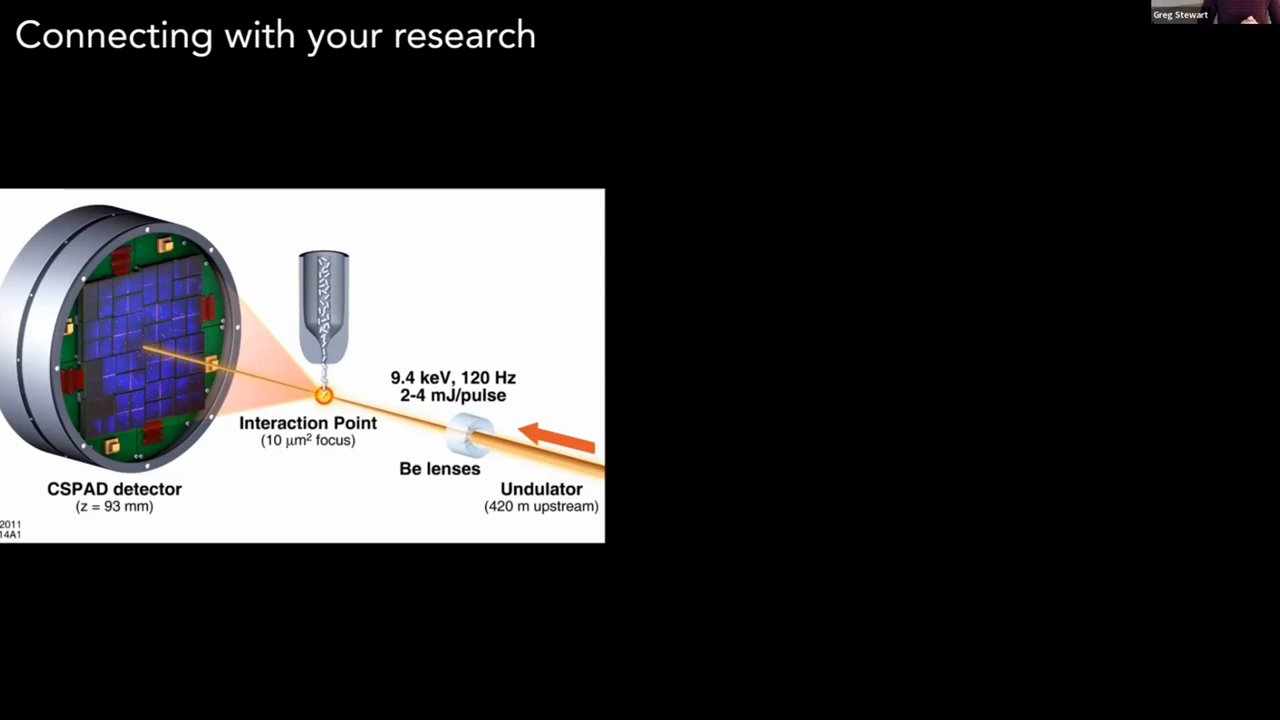 Connecting with your research
Greg Stewart
9.4 keV, 120 Hz
2-4 mJ/pulse
Interaction Point
(10 μm² focus)
Be lenses
CSPAD detector
(z = 93 mm)
Undulator
(420 m upstream)
2011
14A1